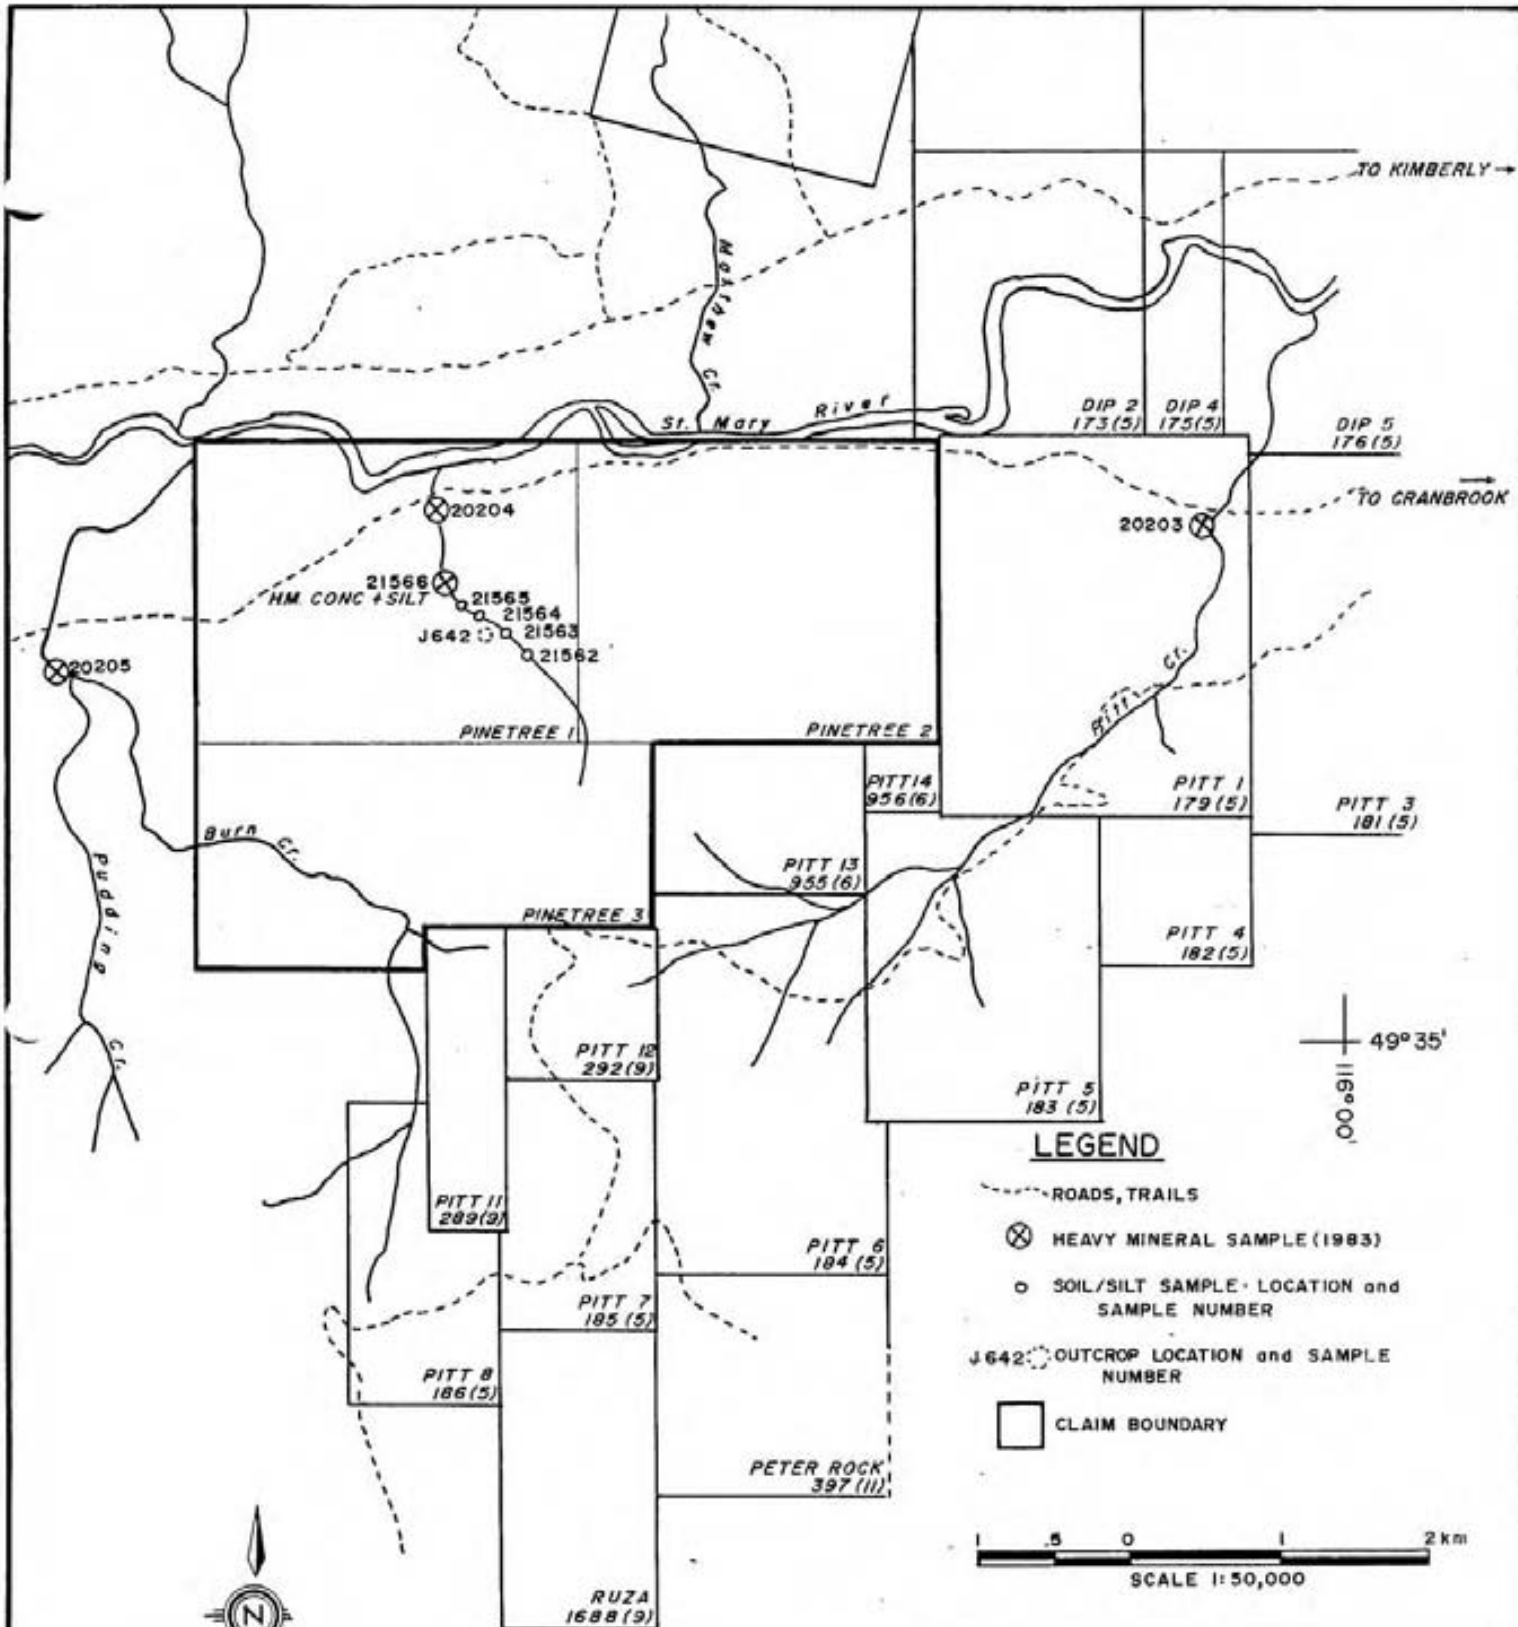 TO KIMBERLY →
Mathew Cr.
St. Mary River
DIP 2
173(5)
DIP 4
175(5)
DIP 5
176(5)
TO CRANBROOK
20204
20203
21566
H.M. CONC + SILT
21565
21564
J642
21563
21562
20205
PINETREE 1
PINETREE 2
Pitt Cr.
PITT 14
956(6)
PITT 1
179(5)
PITT 3
181(5)
Burn Cr.
Pudding Cr.
PITT 13
955(6)
PINETREE 3
PITT 4
182(5)
49°35'
116°00'
PITT 12
292(9)
PITT 5
183 (5)
LEGEND
ROADS, TRAILS
HEAVY MINERAL SAMPLE (1983)
SOIL/SILT SAMPLE - LOCATION and
SAMPLE NUMBER
J642 OUTCROP LOCATION and SAMPLE
NUMBER
CLAIM BOUNDARY
PITT 11
289(9)
PITT 6
184 (5)
PITT 7
185 (5)
PITT 8
186(5)
PETER ROCK
397 (11)
RUZA
1688 (9)
N
1 .5 0 1 2 km
SCALE 1:50,000